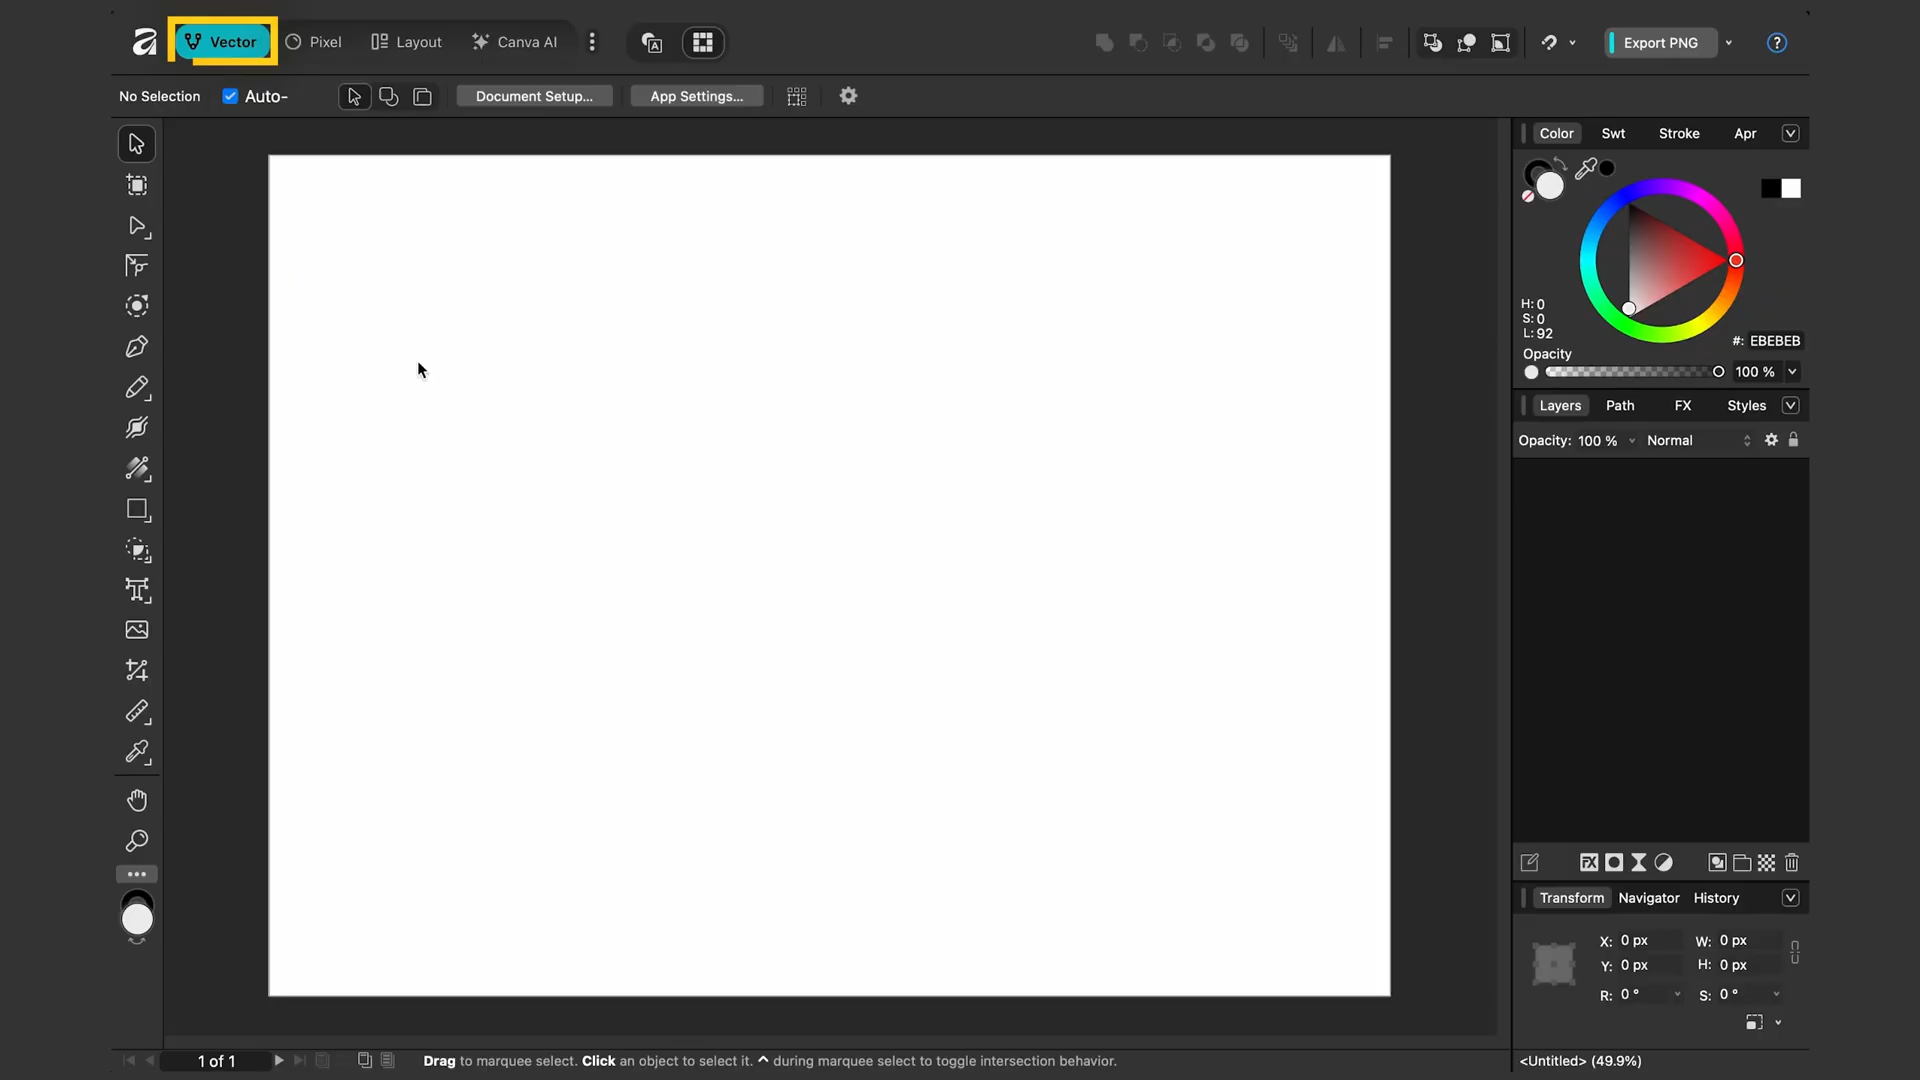 Vector Pixel Layout Canva AI Export PNG ?
No Selection Auto- Document Setup... App Settings...
Color Swt Stroke Apr
H: 0
S: 0
L: 92
#: EBEBEB
Opacity
100 %
Layers Path FX Styles
Opacity: 100 % Normal
FX
Transform Navigator History
X: 0 px W: 0 px
Y: 0 px H: 0 px
R: 0 ° S: 0 °
1 of 1 Drag to marquee select. Click an object to select it. ^ during marquee select to toggle intersection behavior. <Untitled> (49.9%)